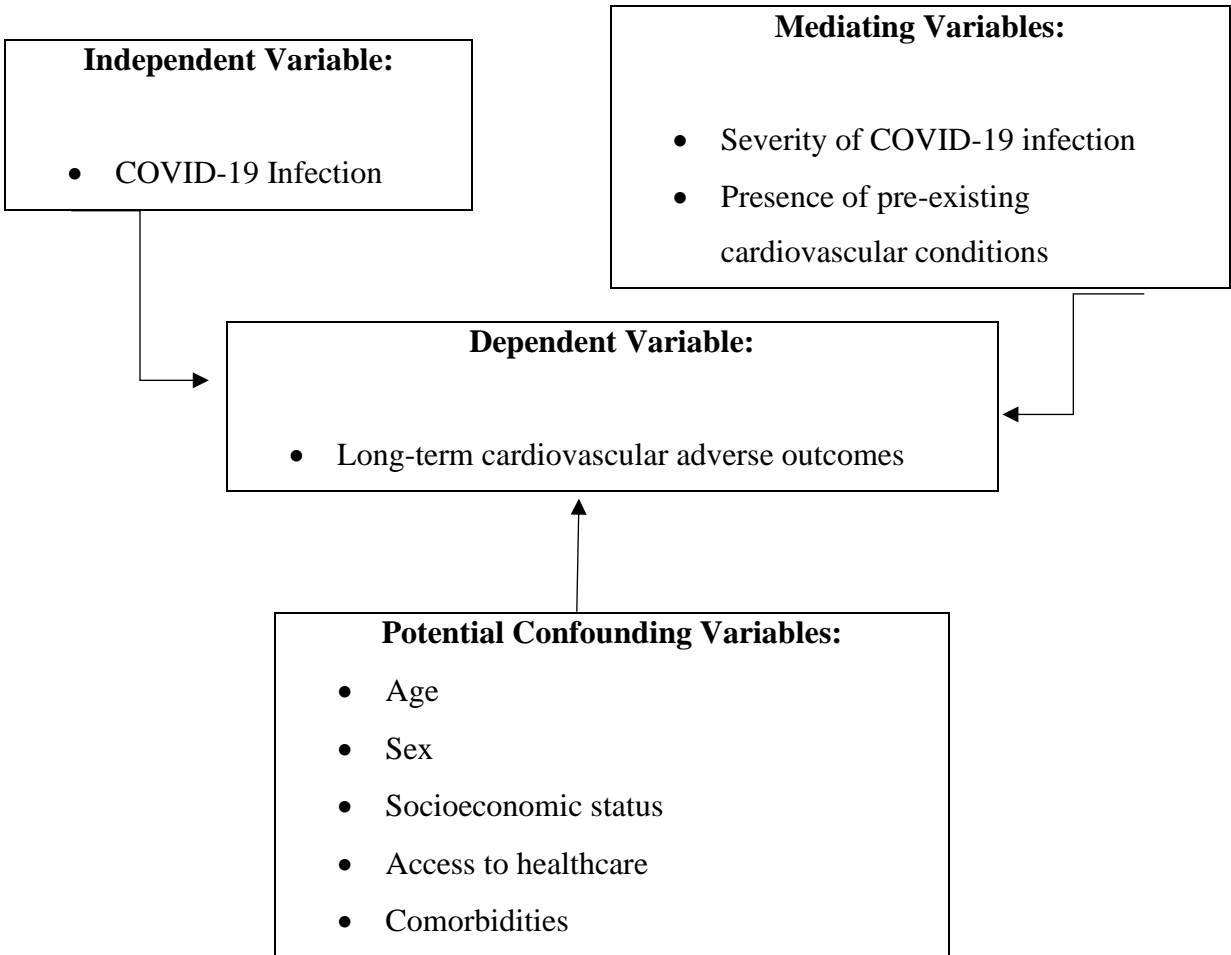 Independent Variable:
• COVID-19 Infection
Mediating Variables:
• Severity of COVID-19 infection
• Presence of pre-existing
cardiovascular conditions
Dependent Variable:
• Long-term cardiovascular adverse outcomes
Potential Confounding Variables:
• Age
• Sex
• Socioeconomic status
• Access to healthcare
• Comorbidities